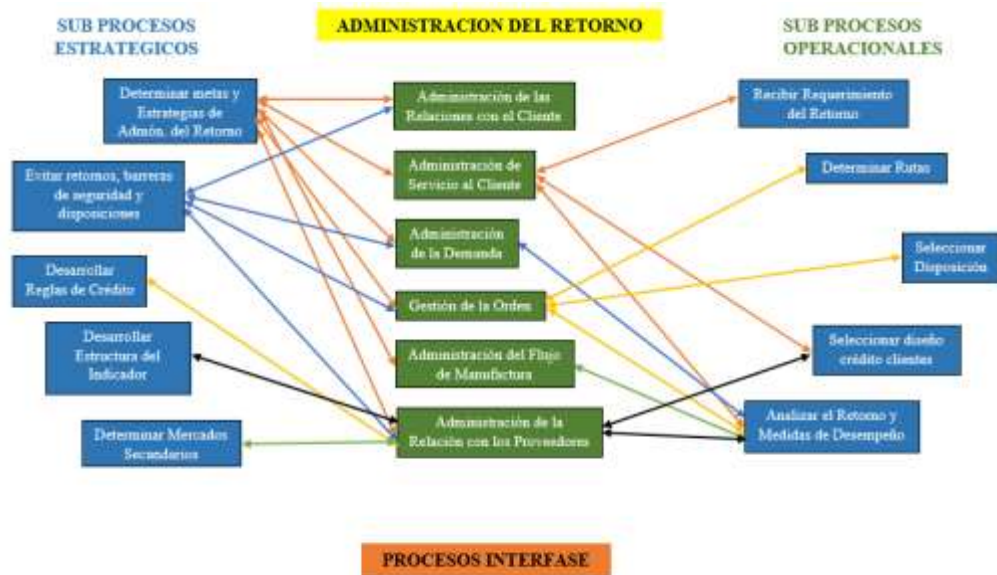 SUB PROCESOS
ESTRATEGICOS
ADMINISTRACION DEL RETORNO
SUB PROCESOS
OPERACIONALES
Determinar metas y
Estrategias de
Admón. del Retorno
Evitar retornos, barreras
de seguridad y
disposiciones
Desarrollar
Reglas de Crédito
Desarrollar
Estructura del
Indicador
Determinar Mercados
Secundarios
Administración de las
Relaciones con el Cliente
Administración de
Servicio al Cliente
Administración
de la Demanda
Gestión de la Orden
Administración del Flujo
de Manufactura
Administración de la
Relación con los Proveedores
Recibir Requerimiento
del Retorno
Determinar Rutas
Seleccionar
Disposición
Seleccionar diseño
crédito clientes
Analizar el Retorno y
Medidas de Desempeño
PROCESOS INTERFASE